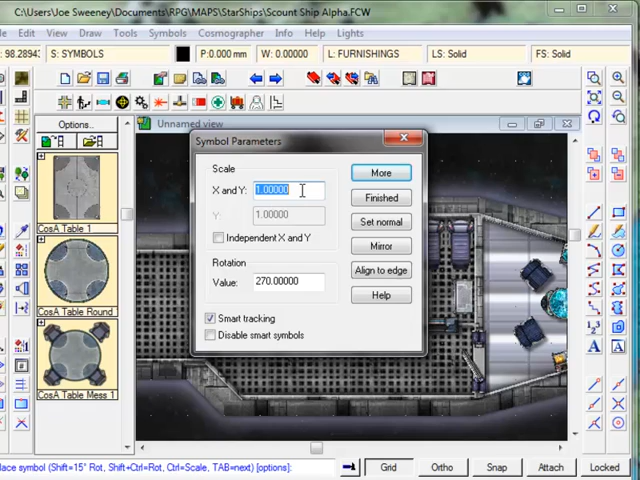 C:\Users\Joe Sweeney\Documents\RPG\MAPS\StarShips\Scount Ship Alpha.FCW
Edit View Draw Tools Symbols Cosmographer Info Help Lights
98.2894 S: SYMBOLS P:0.000 mm W: 0.00000 L: FURNISHINGS LS: Solid FS: Solid
Options..
Unnamed view
CosA Table 1
CosA Table Round
CosA Table Mess 1
Symbol Parameters
Scale
X and Y: 1.00000
Y: 1.00000
Independent X and Y
Rotation
Value: 270.00000
Smart tracking
Disable smart symbols
More
Finished
Set normal
Mirror
Align to edge
Help
lace symbol (Shift=15° Rot, Shift+Ctrl=Rot, Ctrl=Scale, TAB=next) [options]:
Grid Ortho Snap Attach Locked